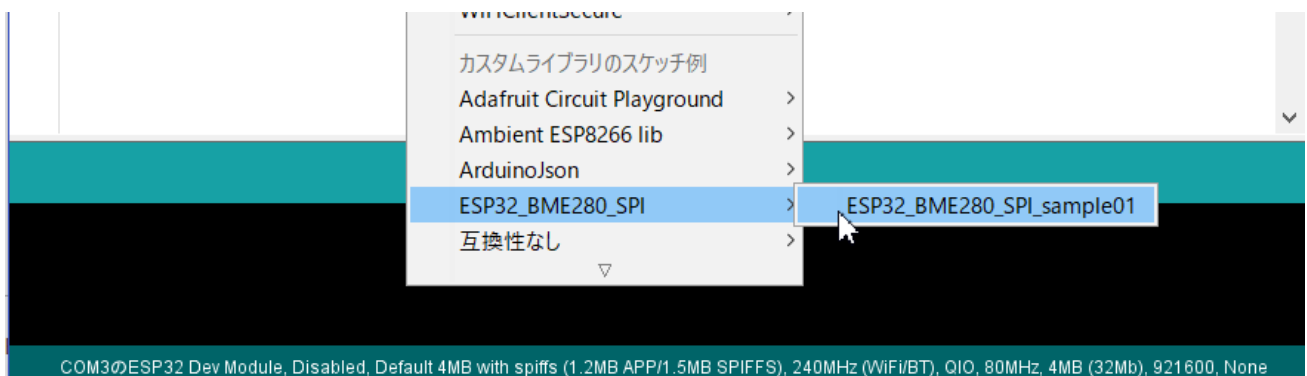 WiFiClientSecure
カスタムライブラリのスケッチ例
Adafruit Circuit Playground
Ambient ESP8266 lib
ArduinoJson
ESP32_BME280_SPI
ESP32_BME280_SPI_sample01
互換性なし
COM3のESP32 Dev Module, Disabled, Default 4MB with spiffs (1.2MB APP/1.5MB SPIFFS), 240MHz (WiFi/BT), QIO, 80MHz, 4MB (32Mb), 921600, None